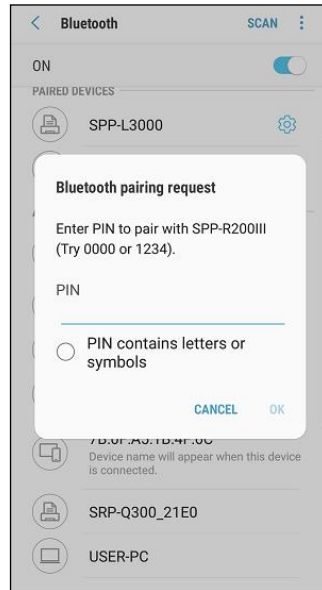 Bluetooth SCAN
ON
PAIRED DEVICES
SPP-L3000
Bluetooth pairing request
Enter PIN to pair with SPP-R200III
(Try 0000 or 1234).
PIN
PIN contains letters or
symbols
CANCEL OK
Device name will appear when this device
is connected.
SRP-Q300_21E0
USER-PC